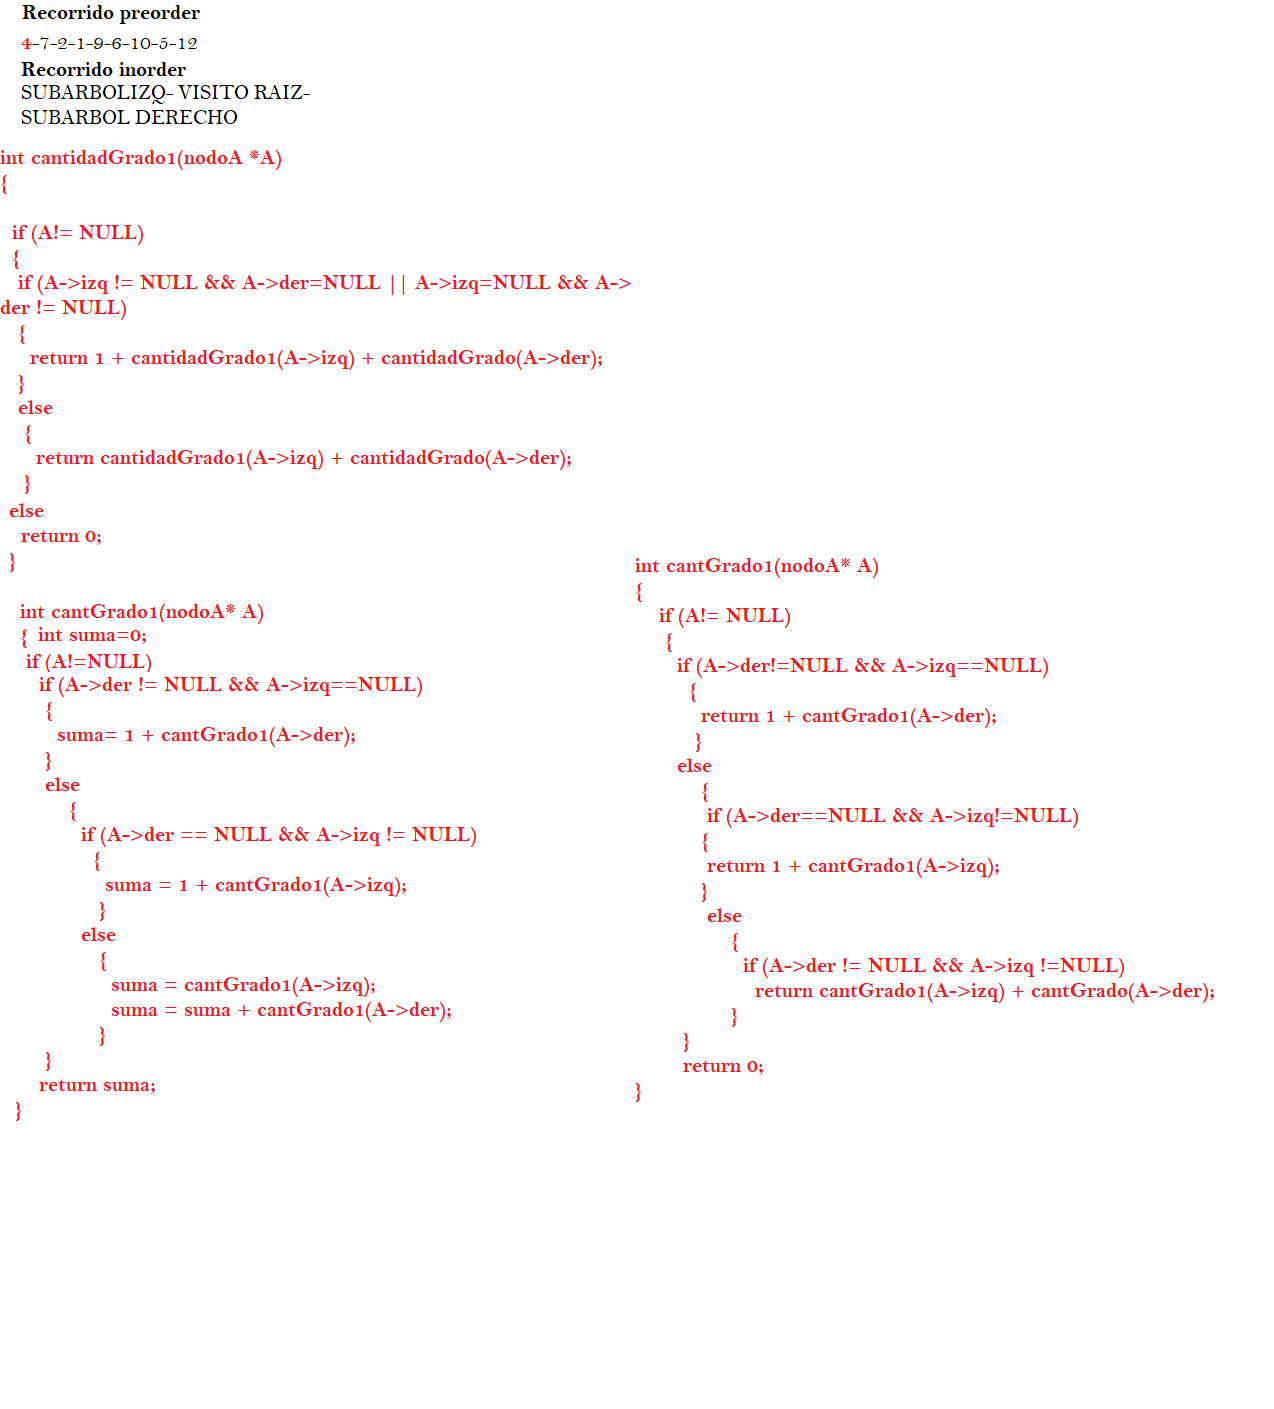 Recorrido preorder
4-7-2-1-9-6-10-5-12
Recorrido inorder
SUBARBOLIZQ- VISITO RAIZ-
SUBARBOL DERECHO
int cantidadGrado1(nodoA *A)
{
if (A!= NULL)
{
if (A->izq != NULL && A->der=NULL || A->izq=NULL && A->
der != NULL)
{
return 1 + cantidadGrado1(A->izq) + cantidadGrado(A->der);
}
else
{
return cantidadGrado1(A->izq) + cantidadGrado(A->der);
}
else
return 0;
}
int cantGrado1(nodoA* A)
{ int suma=0;
if (A!=NULL)
if (A->der != NULL && A->izq==NULL)
{
suma= 1 + cantGrado1(A->der);
}
else
{
if (A->der == NULL && A->izq != NULL)
{
suma = 1 + cantGrado1(A->izq);
}
else
{
suma = cantGrado1(A->izq);
suma = suma + cantGrado1(A->der);
}
}
return suma;
}
int cantGrado1(nodoA* A)
{
if (A!= NULL)
{
if (A->der!=NULL && A->izq==NULL)
{
return 1 + cantGrado1(A->der);
}
else
{
if (A->der==NULL && A->izq!=NULL)
{
return 1 + cantGrado1(A->izq);
}
else
{
if (A->der != NULL && A->izq !=NULL)
return cantGrado1(A->izq) + cantGrado(A->der);
}
}
return 0;
}